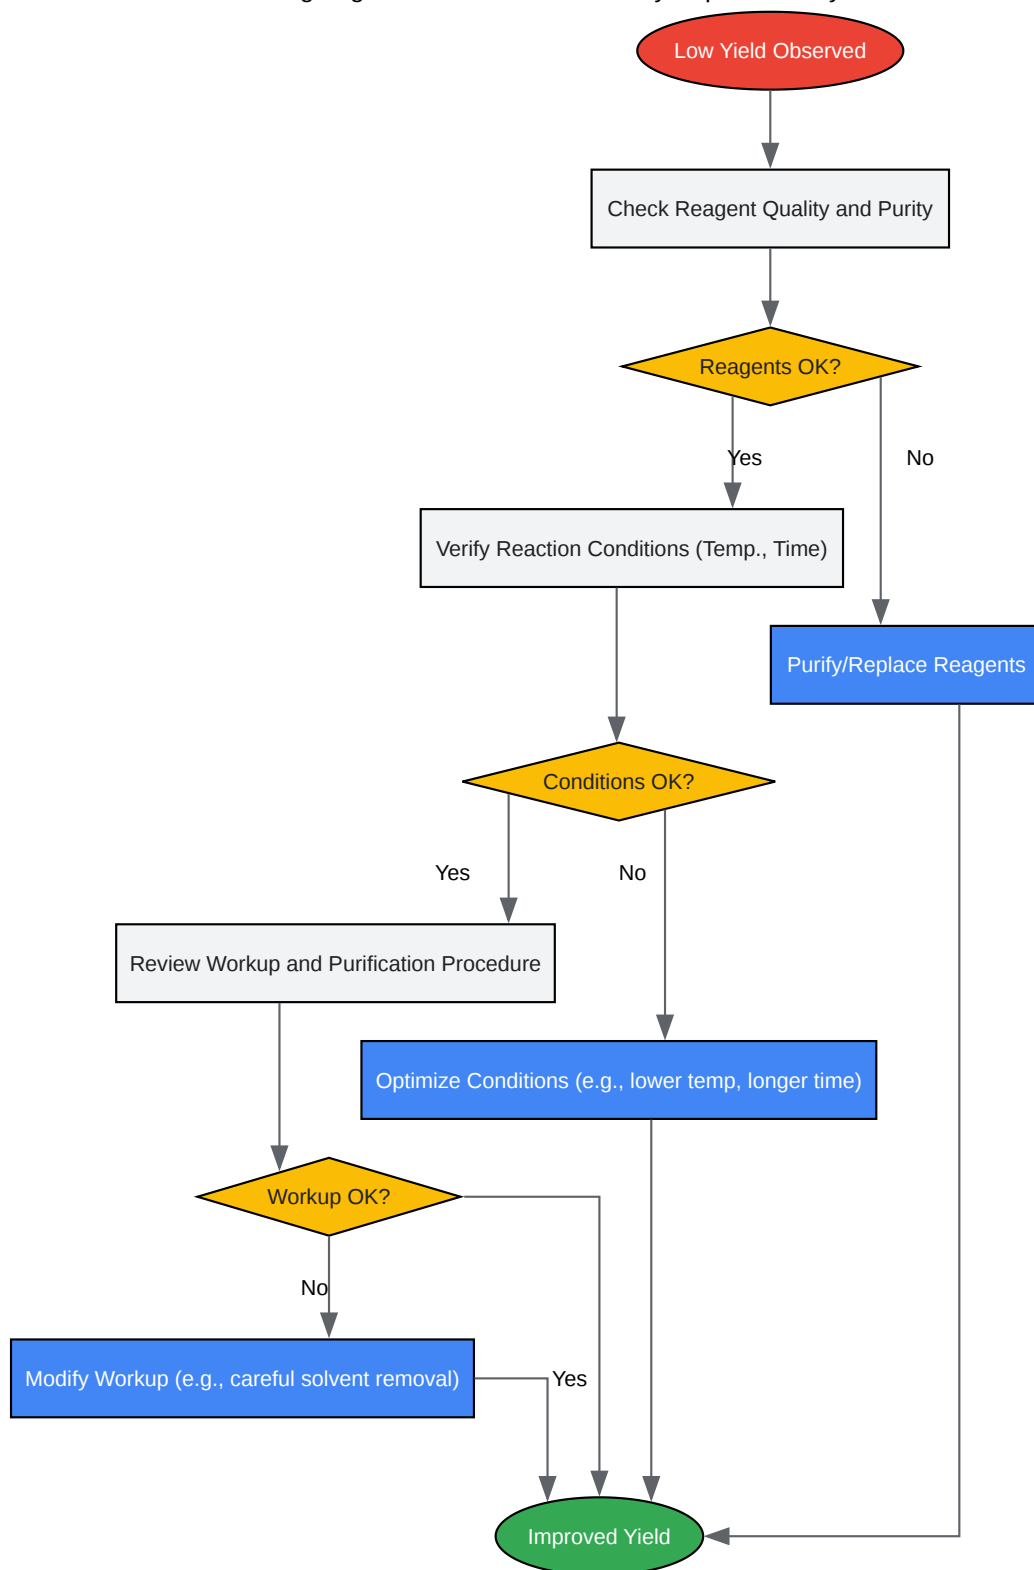 Low Yield Observed
Check Reagent Quality and Purity
Reagents OK?
Yes
No
Verify Reaction Conditions (Temp., Time)
Purify/Replace Reagents
Conditions OK?
Yes
No
Review Workup and Purification Procedure
Optimize Conditions (e.g., lower temp, longer time)
Workup OK?
No
Modify Workup (e.g., careful solvent removal)
Yes
Improved Yield